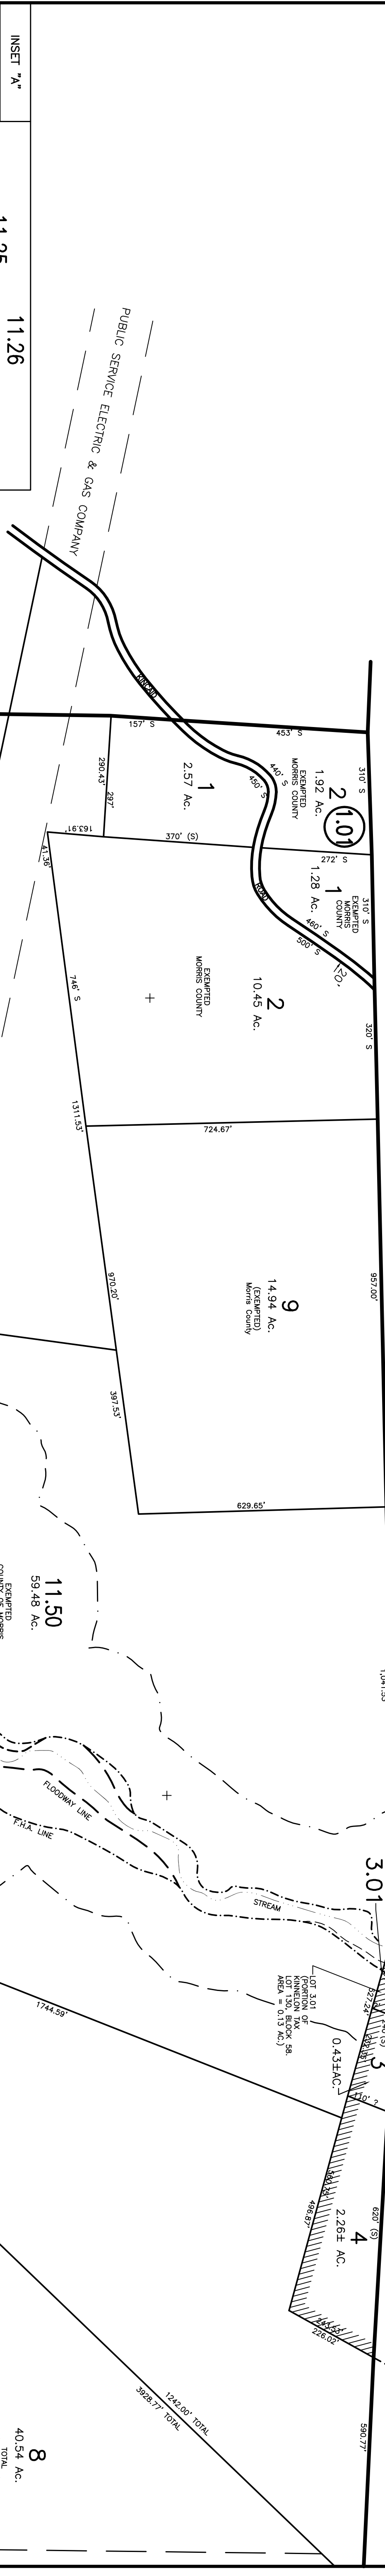 INSET "A"
11.26
PUBLIC SERVICE ELECTRIC & GAS COMPANY
KINCAID
ROAD
157' S
453' S
310' S
440' S
450' S
2
1.01
1.92 Ac.
EXEMPTED
MORRIS COUNTY
1
2.57 Ac.
290.43'
297'
163.91'
41.36'
370' (S)
272' S
310' S
EXEMPTED
MORRIS
COUNTY
1
1.28 Ac.
460' S
500' S
320' S
2
10.45 Ac.
EXEMPTED
MORRIS COUNTY
746' S
1311.53'
724.67'
957.00'
9
14.94 Ac.
(EXEMPTED)
Morris County
970.20'
397.53'
629.65'
11.50
59.48 Ac.
EXEMPTED
COUNTY OF MORRIS
FLOODWAY LINE
F.H.A. LINE
STREAM
3.01
LOT 3.01
(PORTION OF
KINNELON TAX
LOT 130, BLOCK 58.
AREA = 0.13 AC.)
3
0.43±AC.
1744.59'
620' (S)
4
2.26± AC.
496.87'
226.02'
590.77'
1242.00' TOTAL
3928.77' TOTAL
8
40.54 Ac.
TOTAL